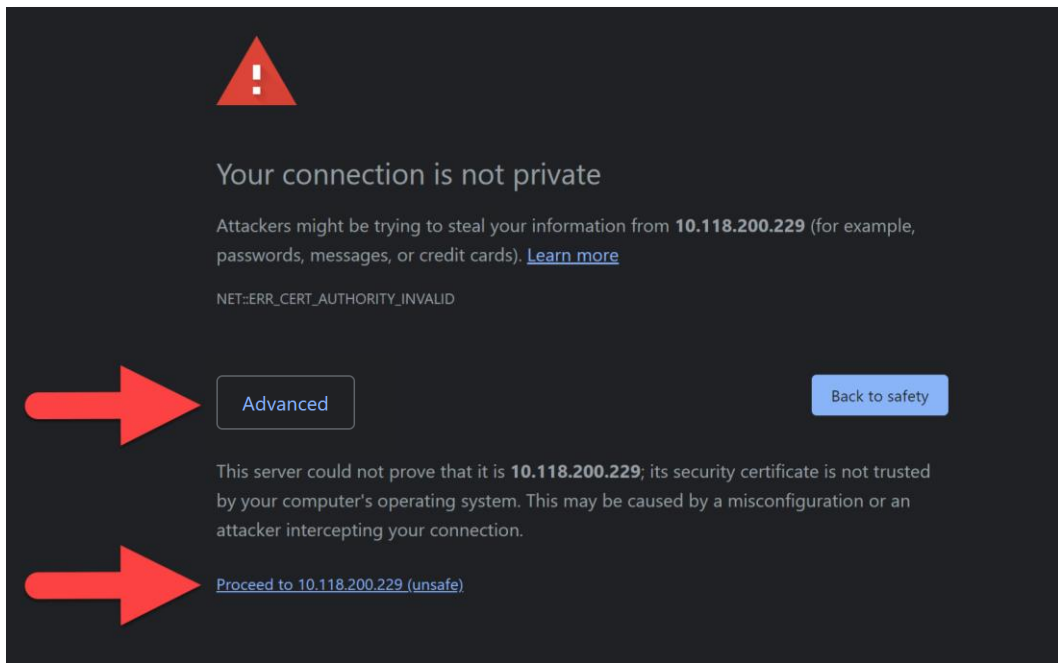 !
Your connection is not private
Attackers might be trying to steal your information from 10.118.200.229 (for example,
passwords, messages, or credit cards). Learn more
NET::ERR_CERT_AUTHORITY_INVALID
Advanced
Back to safety
This server could not prove that it is 10.118.200.229; its security certificate is not trusted
by your computer's operating system. This may be caused by a misconfiguration or an
attacker intercepting your connection.
Proceed to 10.118.200.229 (unsafe)